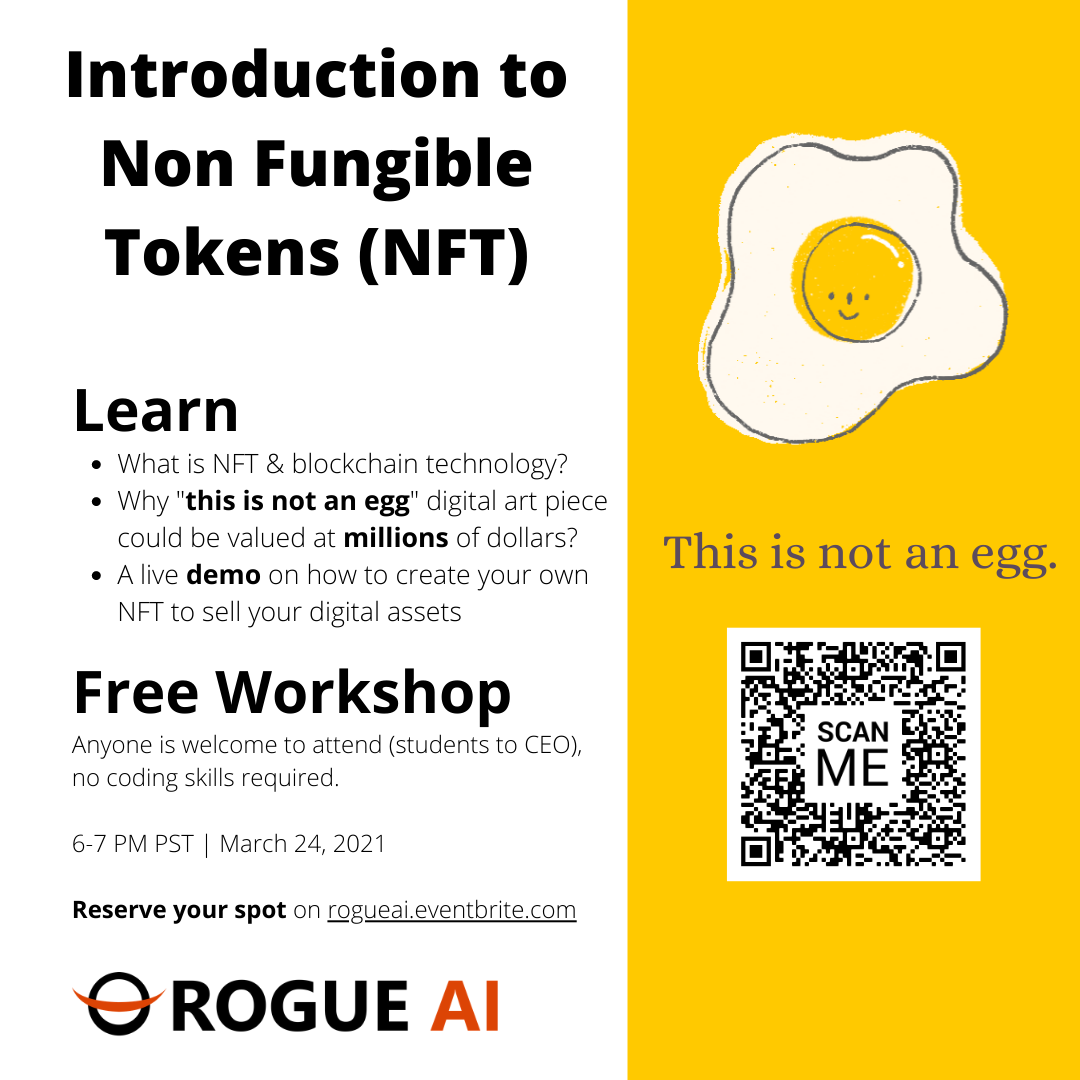 Introduction to
Non Fungible
Tokens (NFT)
Learn
• What is NFT & blockchain technology?
• Why "this is not an egg" digital art piece
could be valued at millions of dollars?
• A live demo on how to create your own
NFT to sell your digital assets
Free Workshop
Anyone is welcome to attend (students to CEO),
no coding skills required.
6-7 PM PST | March 24, 2021
Reserve your spot on rogueai.eventbrite.com
ROGUE AI
This is not an egg.
SCAN
ME